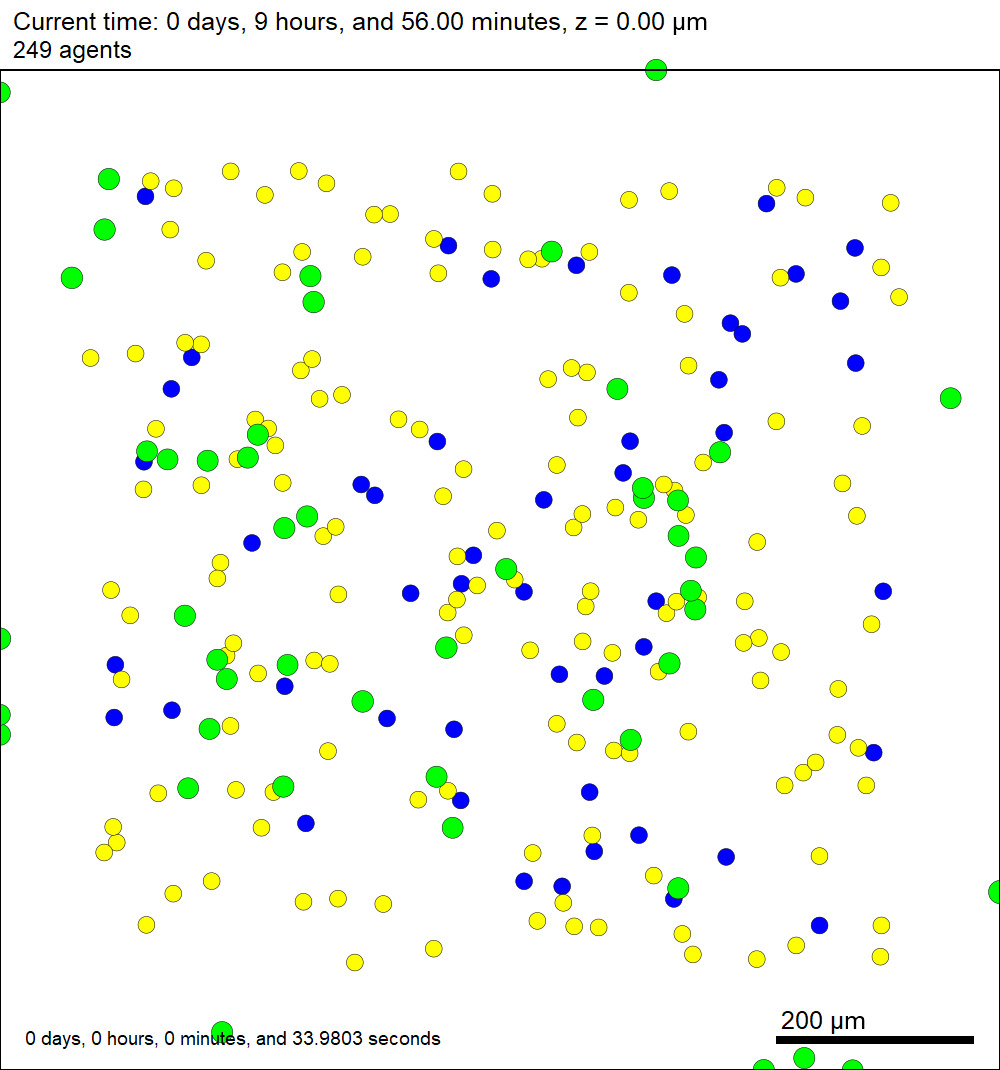 Current time: 0 days, 9 hours, and 56.00 minutes, z = 0.00 µm
249 agents
0 days, 0 hours, 0 minutes, and 33.9803 seconds
200 µm